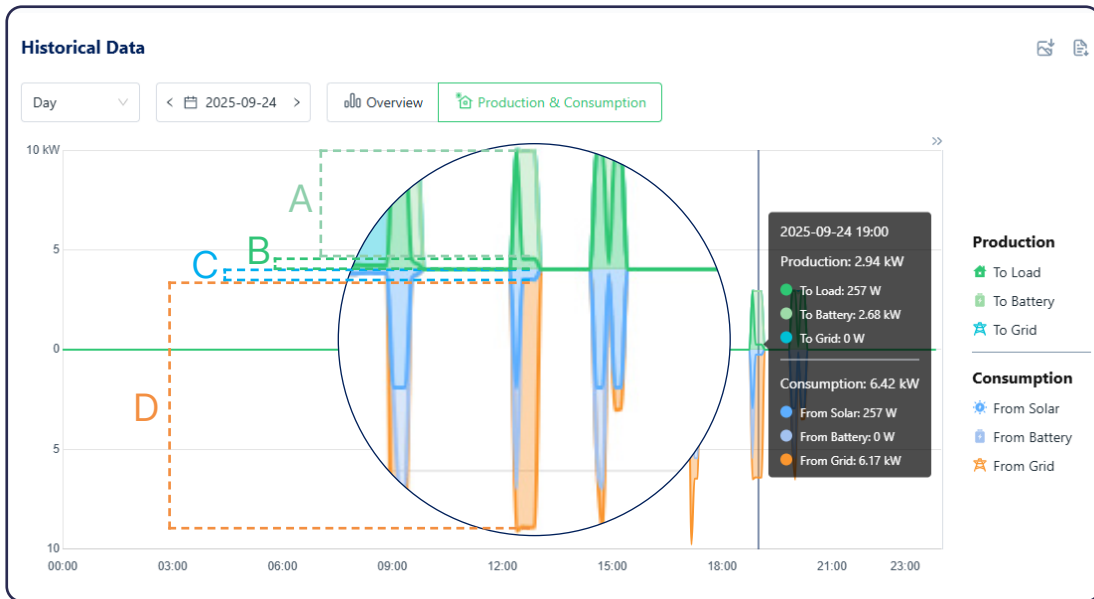 Historical Data
Day
< 2025-09-24 >
Overview
Production & Consumption
»
10 kW
5
0
5
10
A
B
C
D
00:00 03:00 06:00 09:00 12:00 15:00 18:00 21:00 23:00
2025-09-24 19:00
Production: 2.94 kW
To Load: 257 W
To Battery: 2.68 kW
To Grid: 0 W
Consumption: 6.42 kW
From Solar: 257 W
From Battery: 0 W
From Grid: 6.17 kW
Production
To Load
To Battery
To Grid
Consumption
From Solar
From Battery
From Grid